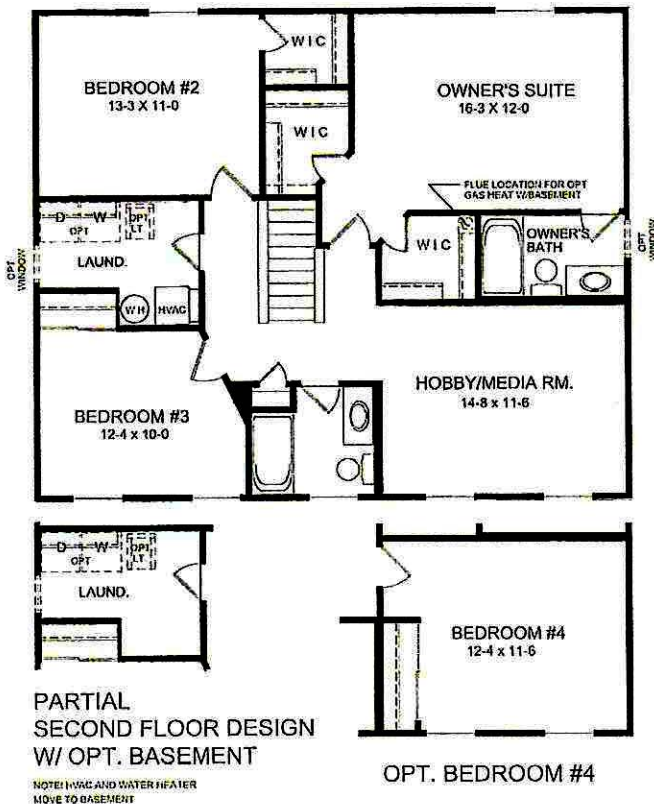 WIC
BEDROOM #2
13-3 X 11-0
OWNER'S SUITE
16-3 X 12-0
WIC
FLUE LOCATION FOR OPT
GAS HEAT W/BASEMENT
D W
OPT
OPT
LT
LAUND.
OPT
WINDOW
WIC
OWNER'S
BATH
OPT
WINDOW
WH
HVAC
HOBBY/MEDIA RM.
14-8 x 11-6
BEDROOM #3
12-4 x 10-0
D W
OPT
OPT
LT
LAUND.
BEDROOM #4
12-4 x 11-6
PARTIAL
SECOND FLOOR DESIGN
W/ OPT. BASEMENT
NOTE! HVAC AND WATER HEATER
MOVE TO BASEMENT
OPT. BEDROOM #4